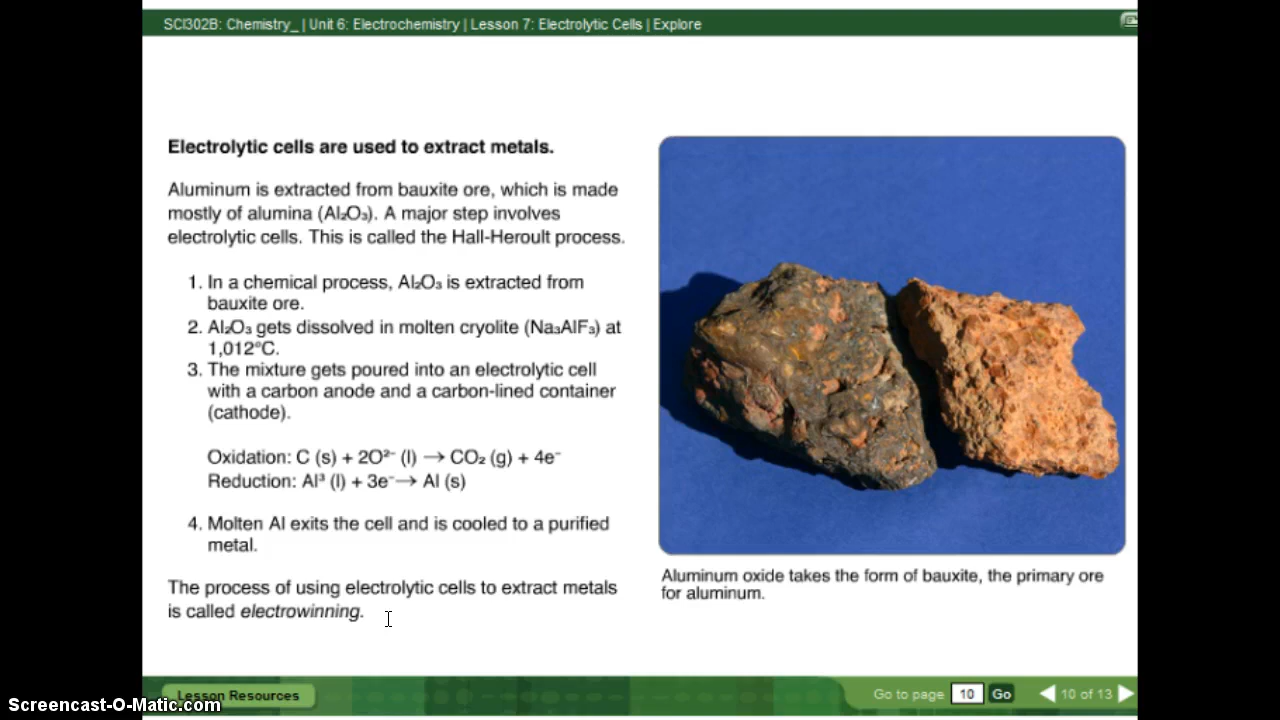 SCI302B: Chemistry_ | Unit 6: Electrochemistry | Lesson 7: Electrolytic Cells | Explore
Electrolytic cells are used to extract metals.
Aluminum is extracted from bauxite ore, which is made
mostly of alumina (Al₂O₃). A major step involves
electrolytic cells. This is called the Hall-Heroult process.
1. In a chemical process, Al₂O₃ is extracted from
bauxite ore.
2. Al₂O₃ gets dissolved in molten cryolite (Na₃AlF₃) at
1,012°C.
3. The mixture gets poured into an electrolytic cell
with a carbon anode and a carbon-lined container
(cathode).
Oxidation: C (s) + 2O²⁻ (l) → CO₂ (g) + 4e⁻
Reduction: Al³ (l) + 3e⁻→ Al (s)
4. Molten Al exits the cell and is cooled to a purified
metal.
The process of using electrolytic cells to extract metals
is called electrowinning.
Aluminum oxide takes the form of bauxite, the primary ore
for aluminum.
Lesson Resources
Go to page 10 Go 10 of 13
Screencast-O-Matic.com